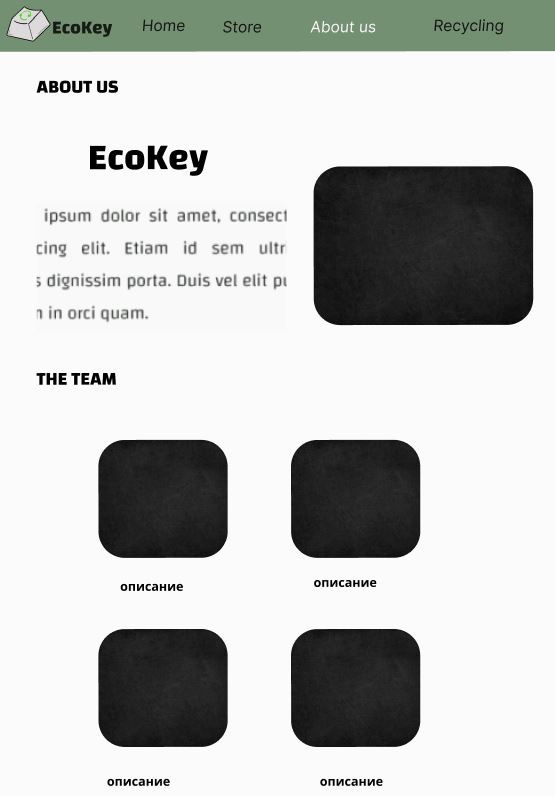 EcoKey Home Store About us Recycling
ABOUT US
EcoKey
ipsum dolor sit amet, consect
cing elit. Etiam id sem ultr
s dignissim porta. Duis vel elit pu
n in orci quam.
THE TEAM
описание описание
описание описание